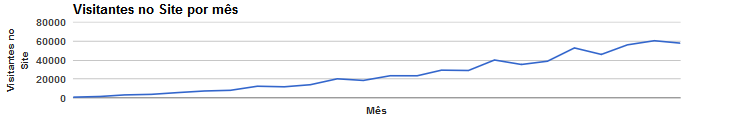 Visitantes no Site por mês
80000
60000
40000
20000
0
Visitantes no
Site
Mês